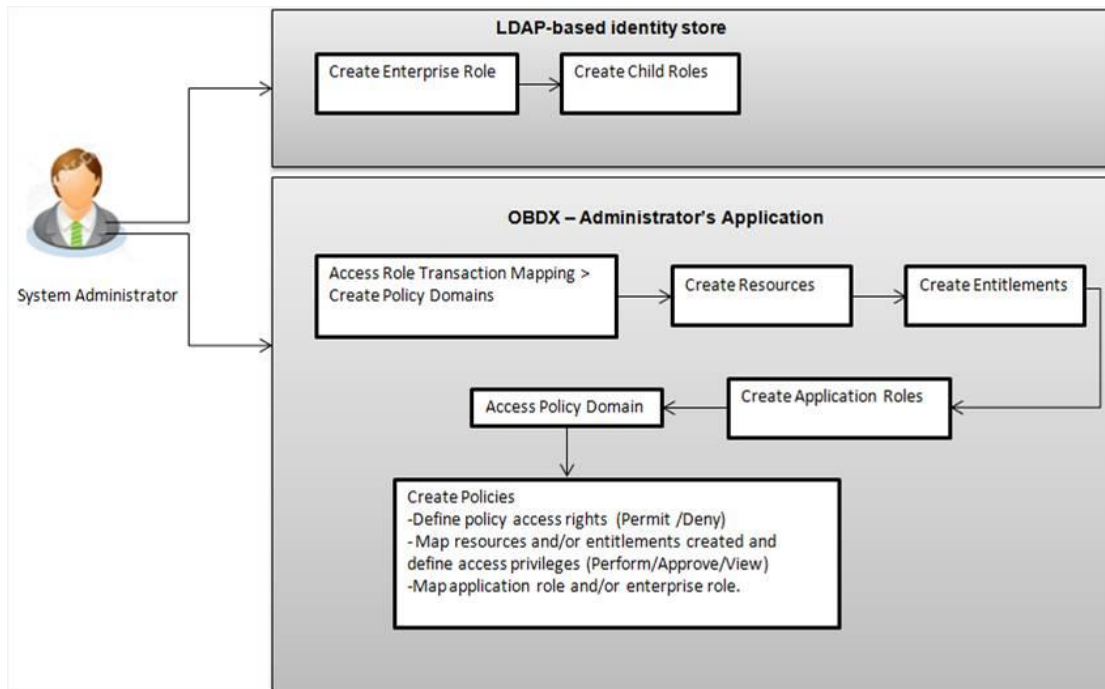 LDAP-based identity store
Create Enterprise Role
Create Child Roles
System Administrator
OBDX – Administrator's Application
Access Role Transaction Mapping >
Create Policy Domains
Create Resources
Create Entitlements
Create Application Roles
Access Policy Domain
Create Policies
-Define policy access rights (Permit /Deny)
- Map resources and/or entitlements created and
define access privileges (Perform/Approve/View)
-Map application role and/or enterprise role.